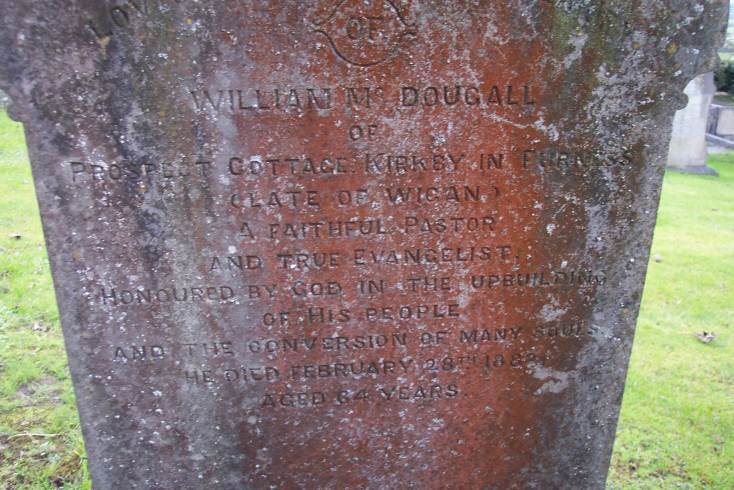 OF
WILLIAM Mc DOUGALL
OF
PROSPECT COTTAGE, KIRKBY IN FURNESS
(LATE OF WIGAN.)
A FAITHFUL PASTOR
AND TRUE EVANGELIST,
HONOURED BY GOD IN THE UPBUILDING
OF HIS PEOPLE
AND THE CONVERSION OF MANY SOULS.
HE DIED FEBRUARY 28TH
AGED 64 YEARS.